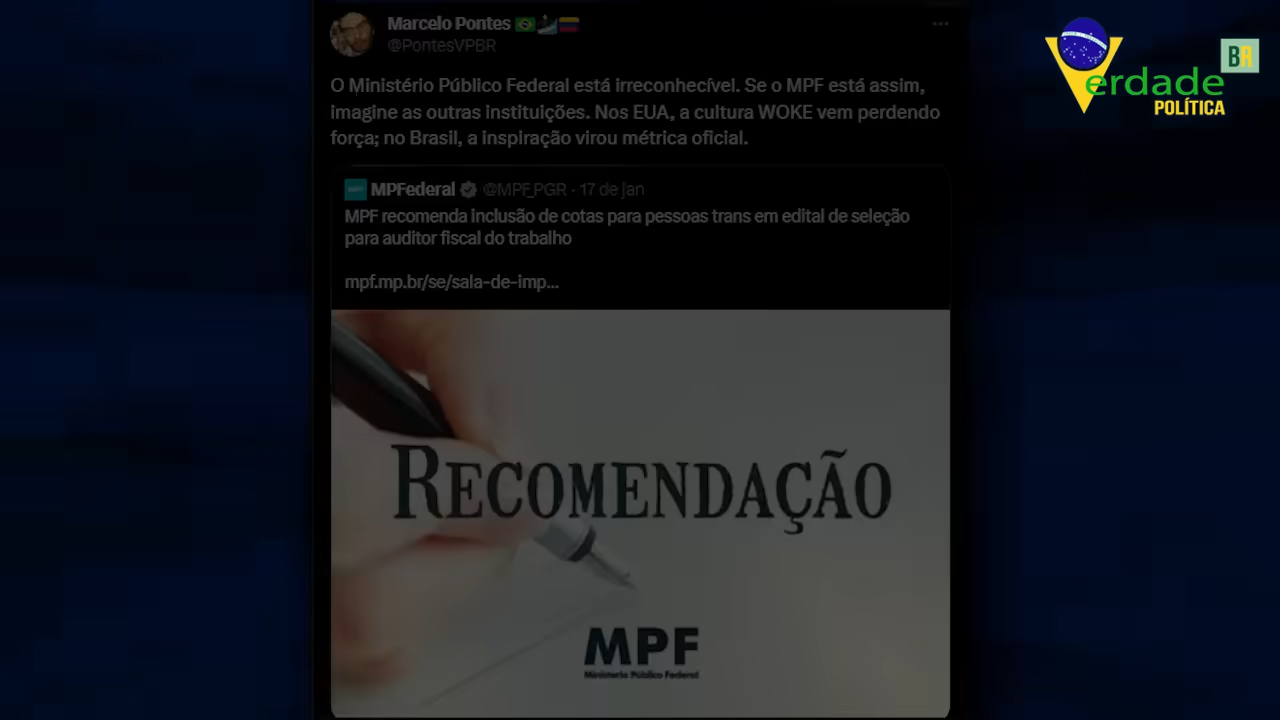 Marcelo Pontes
@PontesVPBR
O Ministério Público Federal está irreconhecível. Se o MPF está assim,
imagine as outras instituições. Nos EUA, a cultura WOKE vem perdendo
força; no Brasil, a inspiração virou métrica oficial.
MPFederal @MPF_PGR · 17 de jan
MPF recomenda inclusão de cotas para pessoas trans em edital de seleção
para auditor fiscal do trabalho
mpf.mp.br/se/sala-de-imp...
RECOMENDAÇÃO
MPF
Ministério Público Federal
Verdade
BR
POLÍTICA